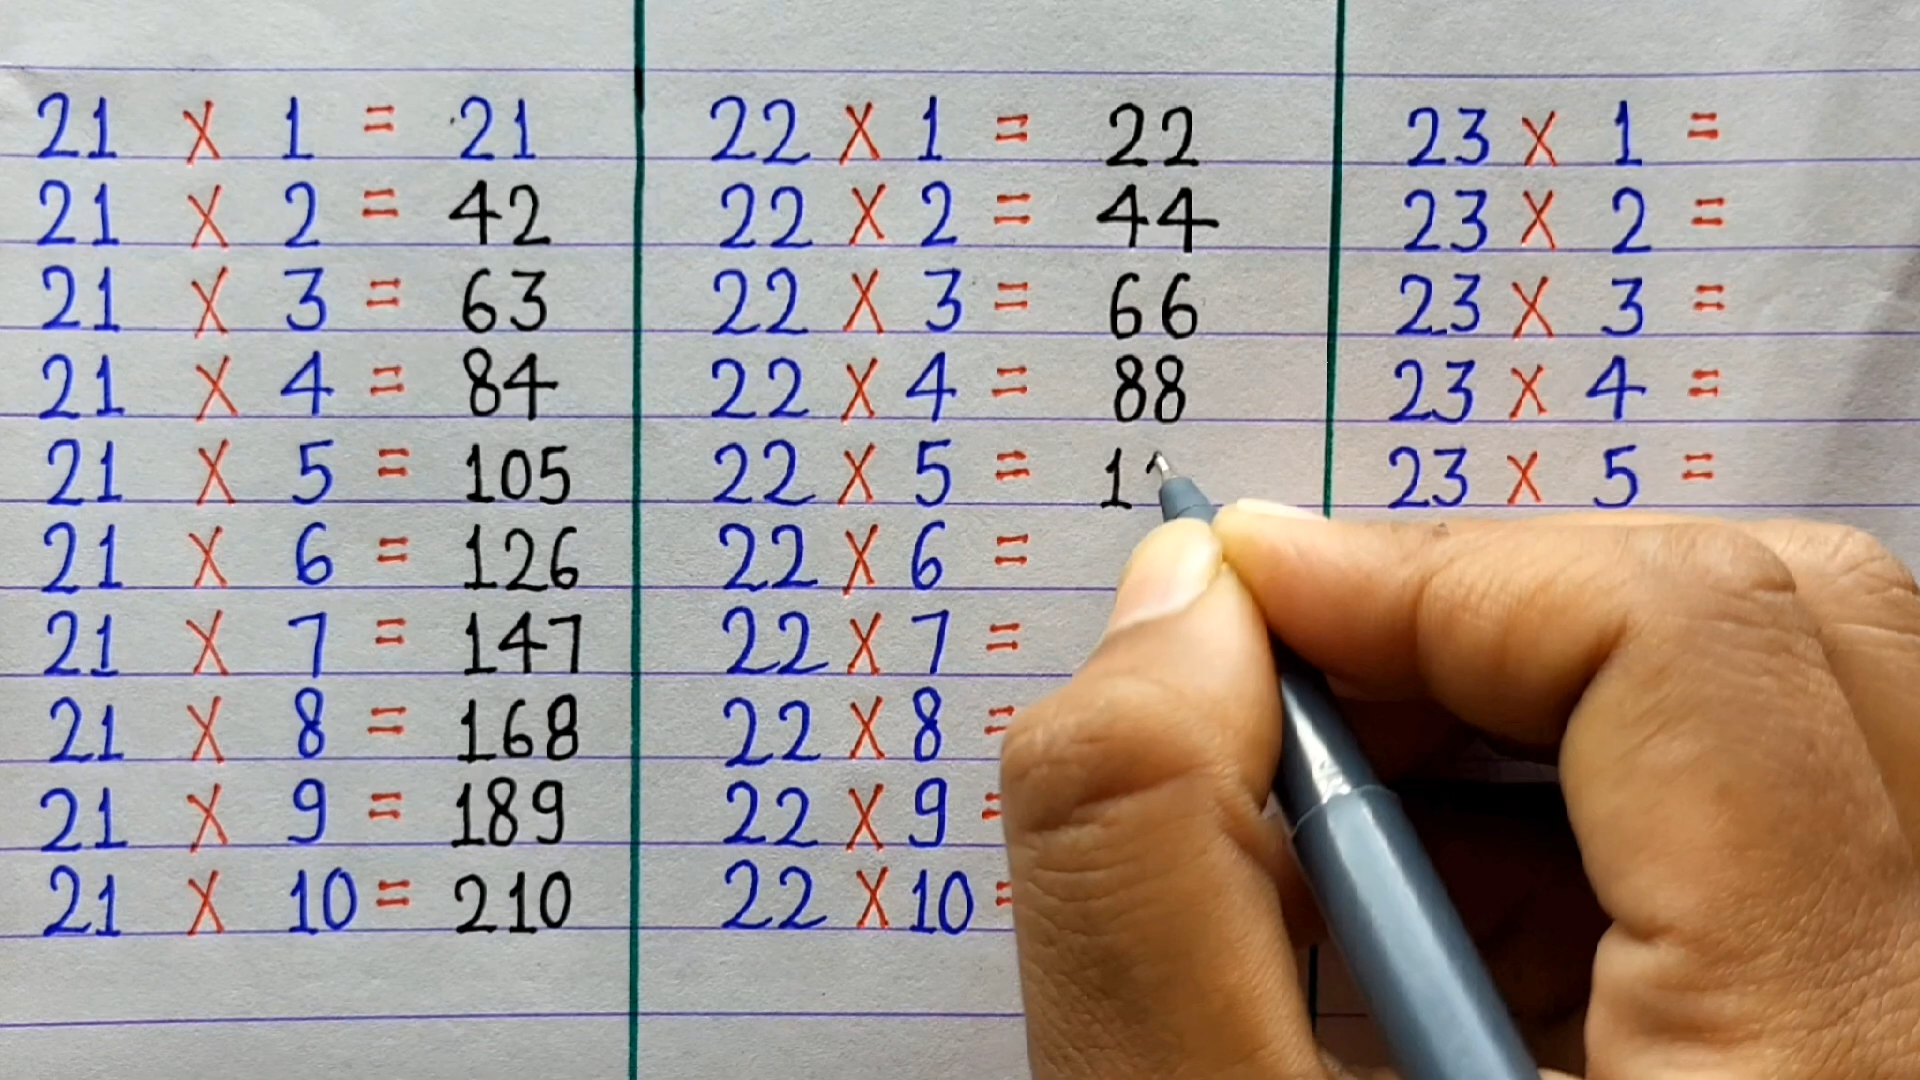 21 X 1 = 21
21 X 2 = 42
21 X 3 = 63
21 X 4 = 84
21 X 5 = 105
21 X 6 = 126
21 X 7 = 147
21 X 8 = 168
21 X 9 = 189
21 X 10 = 210
22 X 1 = 22
22 X 2 = 44
22 X 3 = 66
22 X 4 = 88
22 X 5 = 1
22 X 6 =
22 X 7 =
22 X 8 =
22 X 9 =
22 X 10 =
23 X 1 =
23 X 2 =
23 X 3 =
23 X 4 =
23 X 5 =